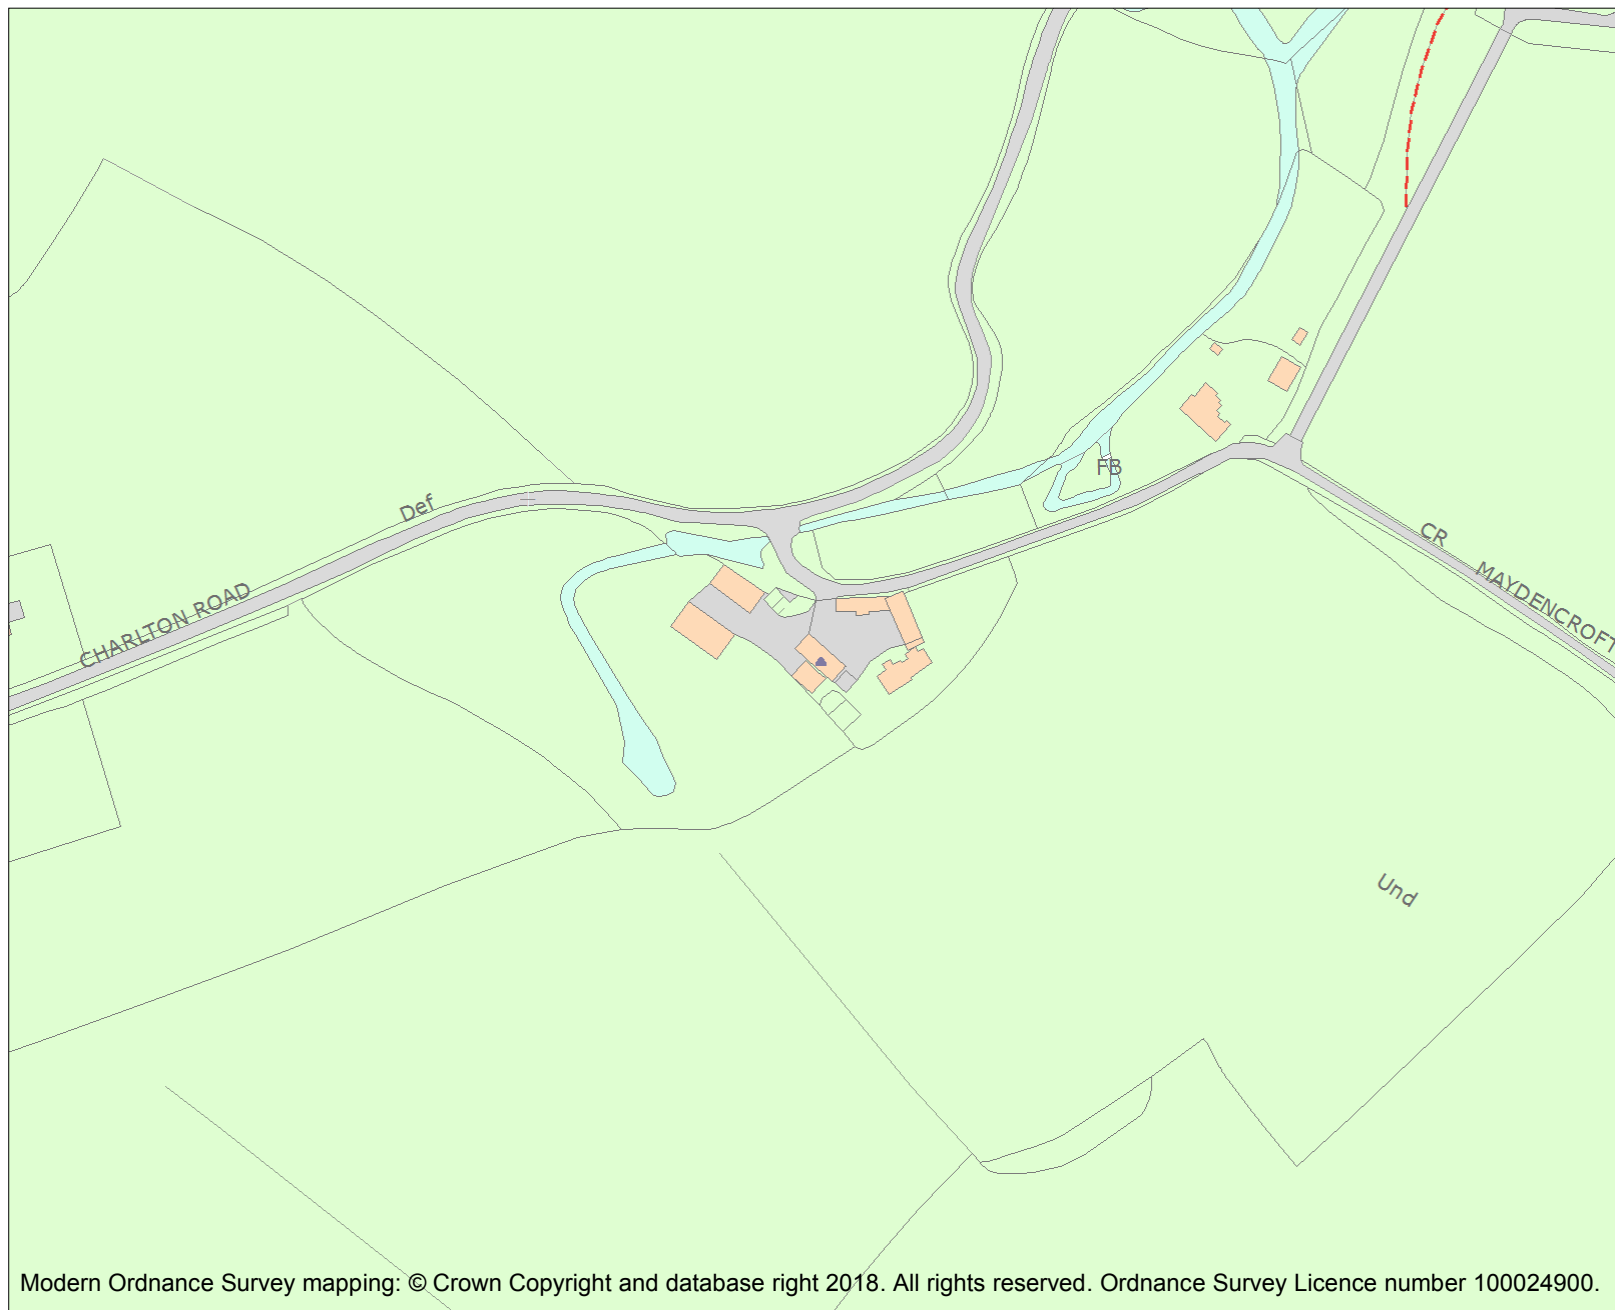 FB
Def
CR
MAYDENCROFT
CHARLTON ROAD
Und
Modern Ordnance Survey mapping: © Crown Copyright and database right 2018. All rights reserved. Ordnance Survey Licence number 100024900.